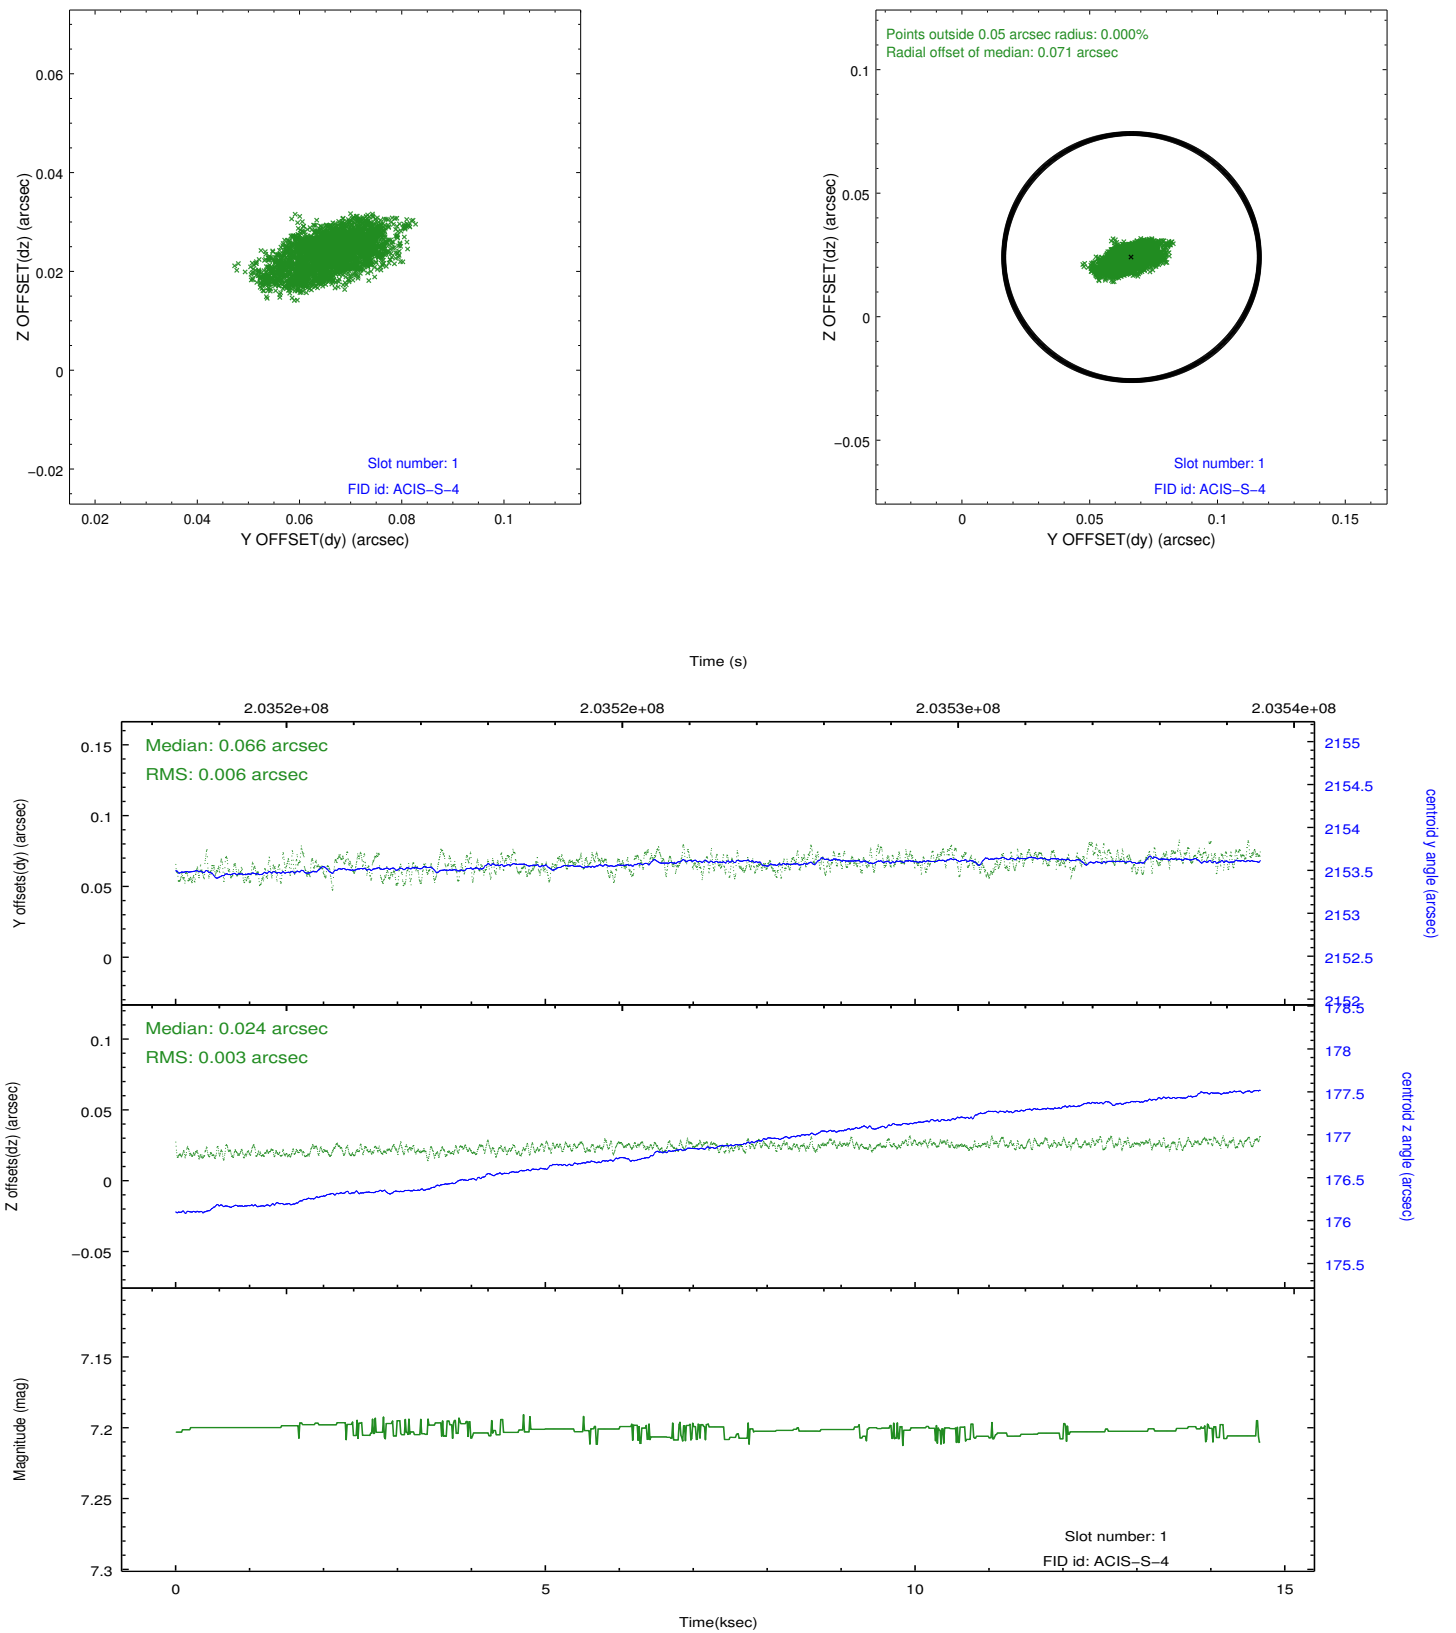 0.06
0.04
0.02
0
−0.02
Z OFFSET(dz) (arcsec)
Slot number: 1
FID id: ACIS−S−4
0.02
0.04
0.06
0.08
0.1
Y OFFSET(dy) (arcsec)
Points outside 0.05 arcsec radius: 0.000%
Radial offset of median: 0.071 arcsec
0.1
0.05
0
−0.05
Z OFFSET(dz) (arcsec)
Slot number: 1
FID id: ACIS−S−4
0
0.05
0.1
0.15
Y OFFSET(dy) (arcsec)
Time (s)
2.0352e+08
2.0352e+08
2.0353e+08
2.0354e+08
Median: 0.066 arcsec
RMS: 0.006 arcsec
0.15
0.1
0.05
0
Y offsets(dy) (arcsec)
2155
2154.5
2154
2153.5
2153
2152.5
2152
centroid y angle (arcsec)
Median: 0.024 arcsec
RMS: 0.003 arcsec
0.1
0.05
0
−0.05
Z offsets(dz) (arcsec)
178.5
178
177.5
177
176.5
176
175.5
centroid z angle (arcsec)
7.15
7.2
7.25
7.3
Magnitude (mag)
Slot number: 1
FID id: ACIS−S−4
0
5
10
15
Time(ksec)